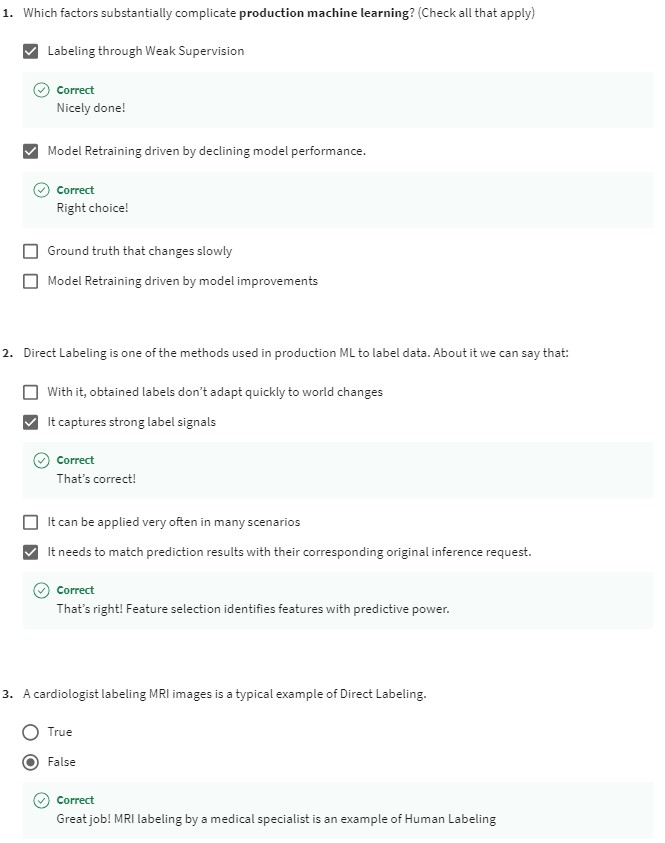 1. Which factors substantially complicate production machine learning? (Check all that apply)
Labeling through Weak Supervision
Correct
Nicely done!
Model Retraining driven by declining model performance.
Correct
Right choice!
Ground truth that changes slowly
Model Retraining driven by model improvements
2. Direct Labeling is one of the methods used in production ML to label data. About it we can say that:
With it, obtained labels don't adapt quickly to world changes
It captures strong label signals
Correct
That's correct!
It can be applied very often in many scenarios
It needs to match prediction results with their corresponding original inference request.
Correct
That's right! Feature selection identifies features with predictive power.
3. A cardiologist labeling MRI images is a typical example of Direct Labeling.
True
False
Correct
Great job! MRI labeling by a medical specialist is an example of Human Labeling